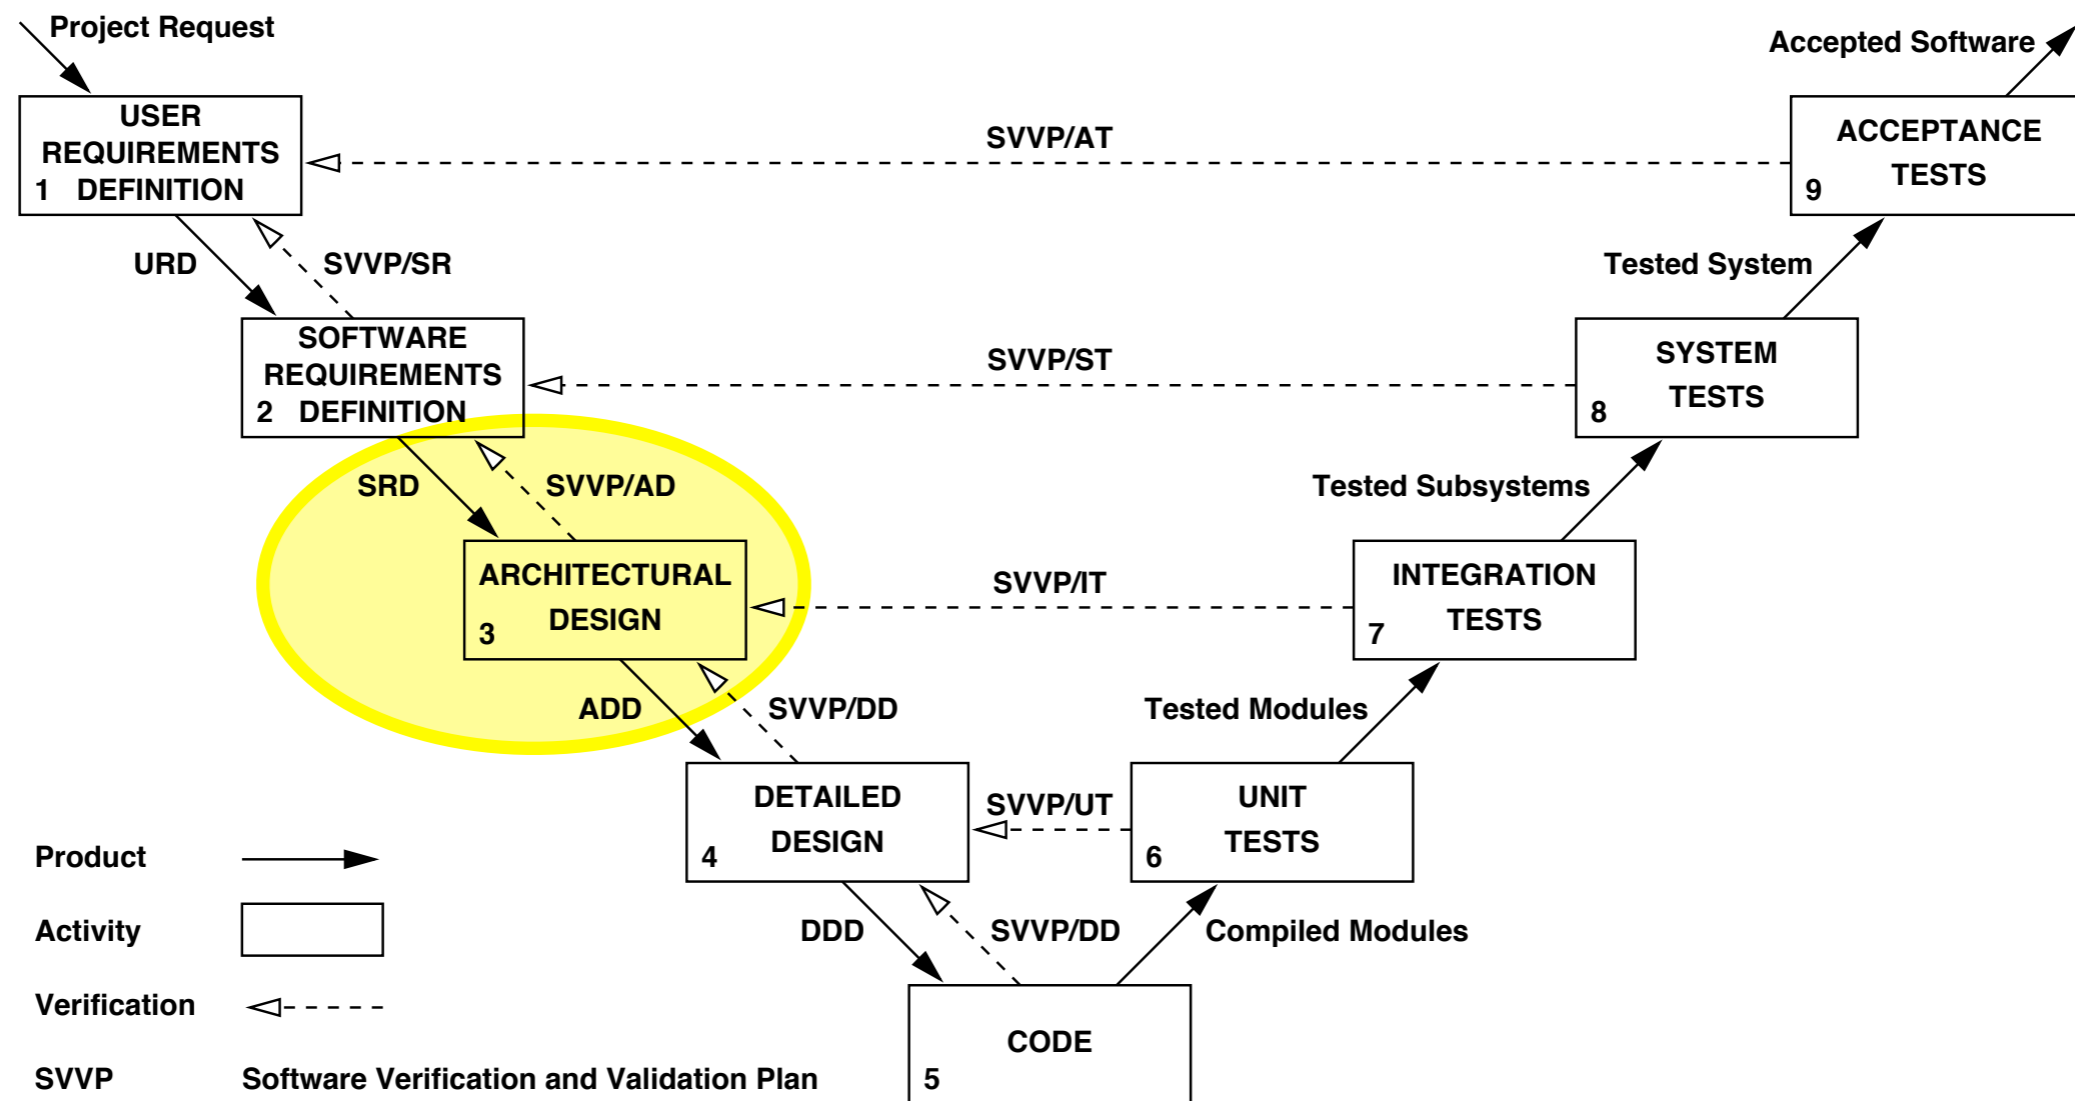 Project Request
Accepted Software
USER
REQUIREMENTS
1 DEFINITION
SVVP/AT
ACCEPTANCE
TESTS
9
URD
SVVP/SR
Tested System
SOFTWARE
REQUIREMENTS
2 DEFINITION
SVVP/ST
SYSTEM
TESTS
8
SRD
SVVP/AD
Tested Subsystems
ARCHITECTURAL
DESIGN
3
SVVP/IT
INTEGRATION
TESTS
7
ADD
SVVP/DD
Tested Modules
DETAILED
DESIGN
4
SVVP/UT
UNIT
TESTS
6
DDD
SVVP/DD
Compiled Modules
CODE
5
Product
Activity
Verification
SVVP Software Verification and Validation Plan